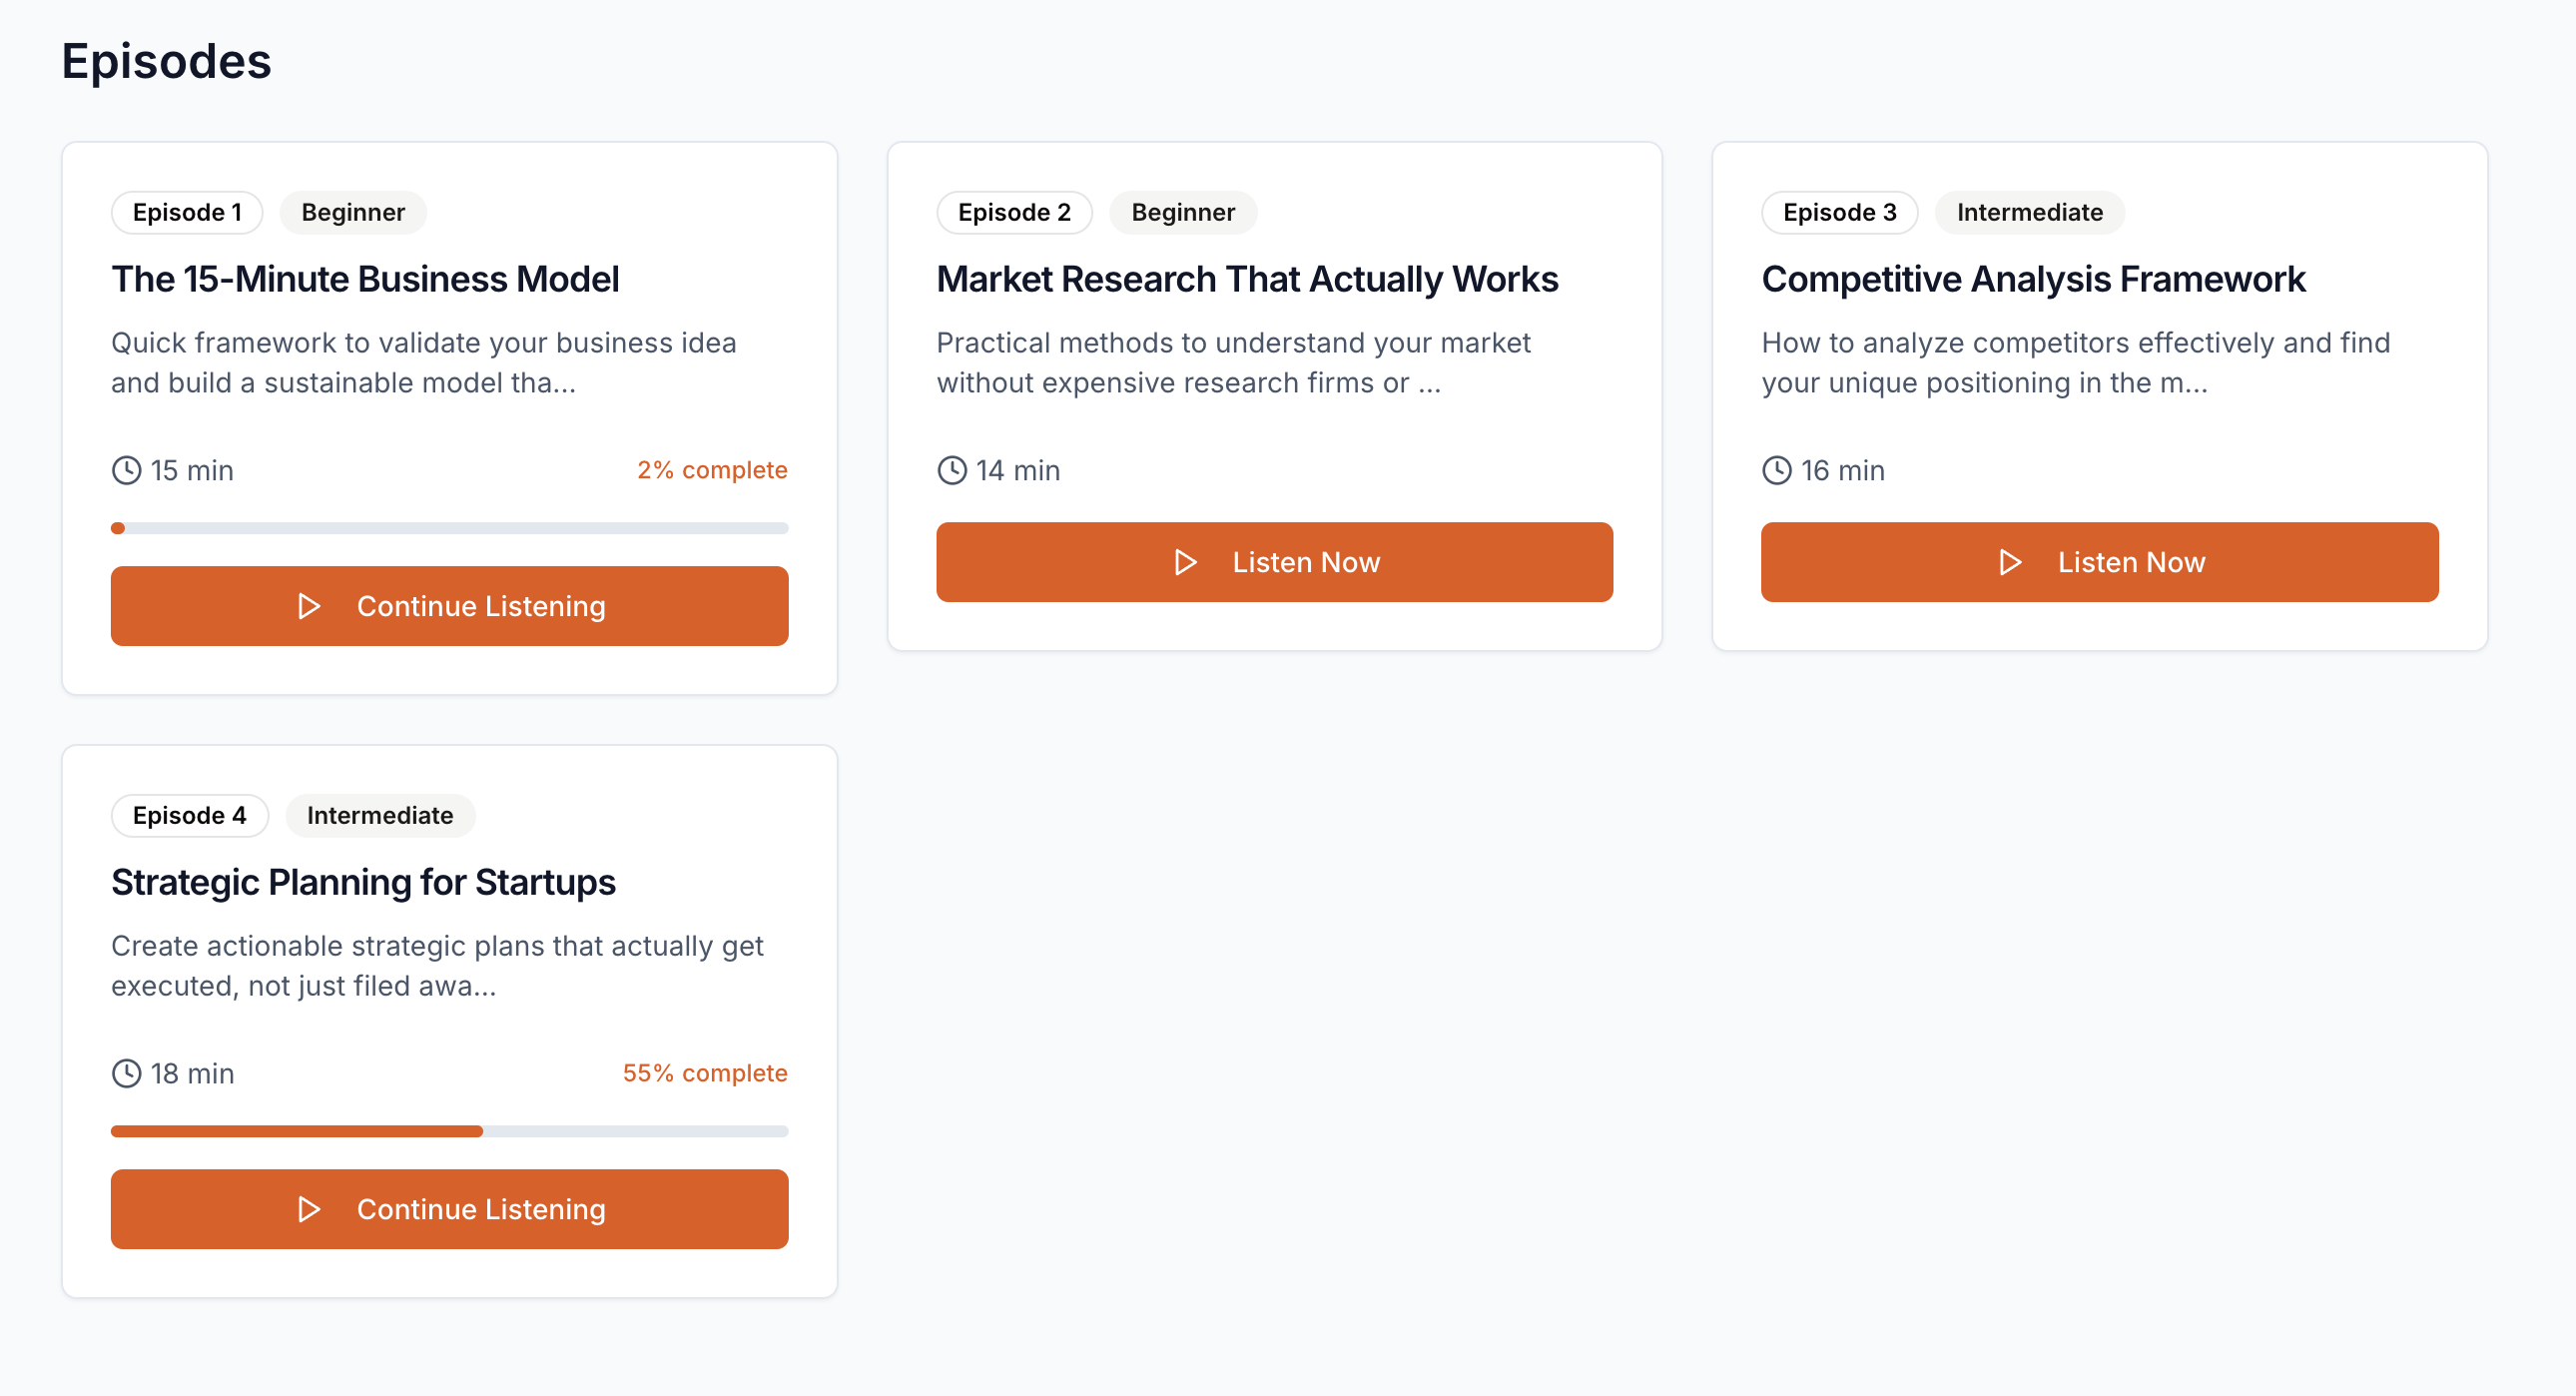 Episodes
Episode 1 Beginner
The 15-Minute Business Model
Quick framework to validate your business idea
and build a sustainable model tha...
15 min 2% complete
Continue Listening
Episode 2 Beginner
Market Research That Actually Works
Practical methods to understand your market
without expensive research firms or ...
14 min
Listen Now
Episode 3 Intermediate
Competitive Analysis Framework
How to analyze competitors effectively and find
your unique positioning in the m...
16 min
Listen Now
Episode 4 Intermediate
Strategic Planning for Startups
Create actionable strategic plans that actually get
executed, not just filed awa...
18 min 55% complete
Continue Listening